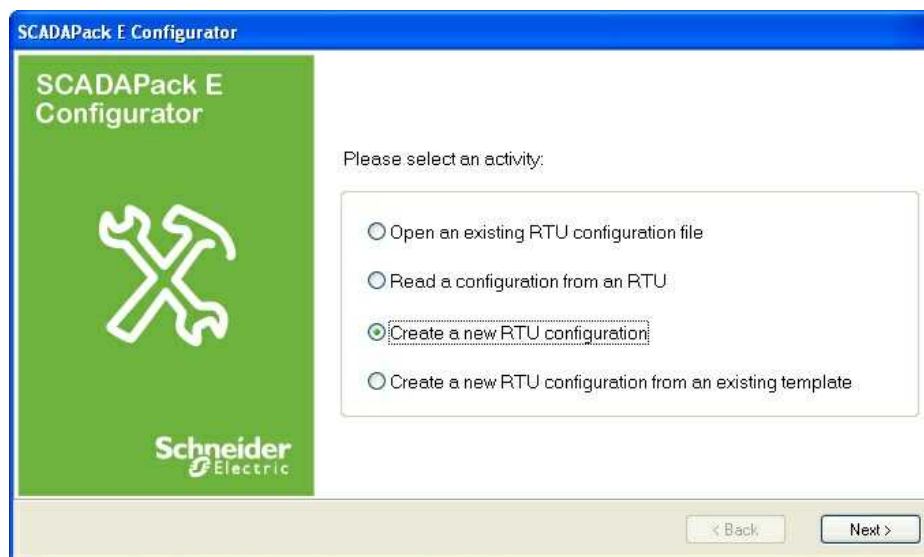 SCADAPack E Configurator
SCADAPack E
Configurator
Please select an activity:
Open an existing RTU configuration file
Read a configuration from an RTU
Create a new RTU configuration
Create a new RTU configuration from an existing template
Schneider
Electric
< Back
Next >